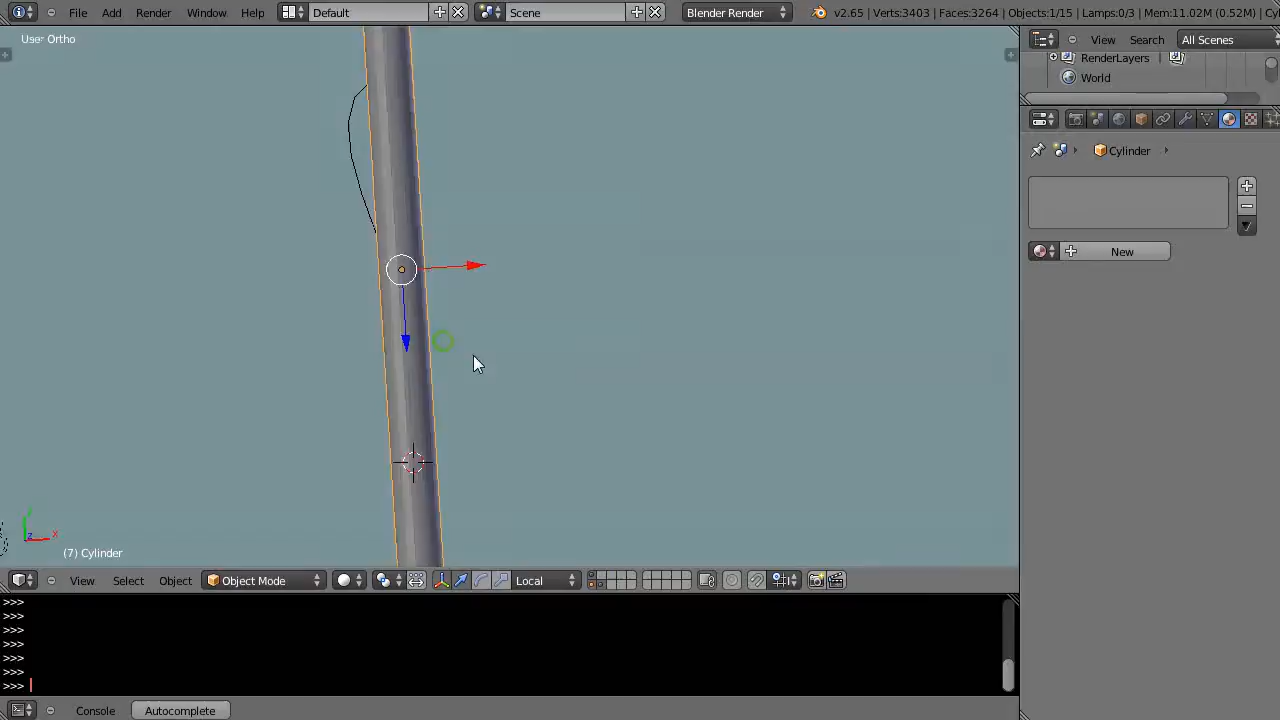 File Add Render Window Help Default Scene Blender Render v2.65 | Verts:3403 | Faces:3264 | Objects:1/15 | Lamps:0/3 | Mem:11.02M (0.52M) | Cyl
User Ortho
View Search All Scenes
RenderLayers
World
Cylinder
New
z x
(7) Cylinder
View Select Object Object Mode Local
>>>
>>>
>>>
>>>
>>>
>>>
>>>
Console Autocomplete